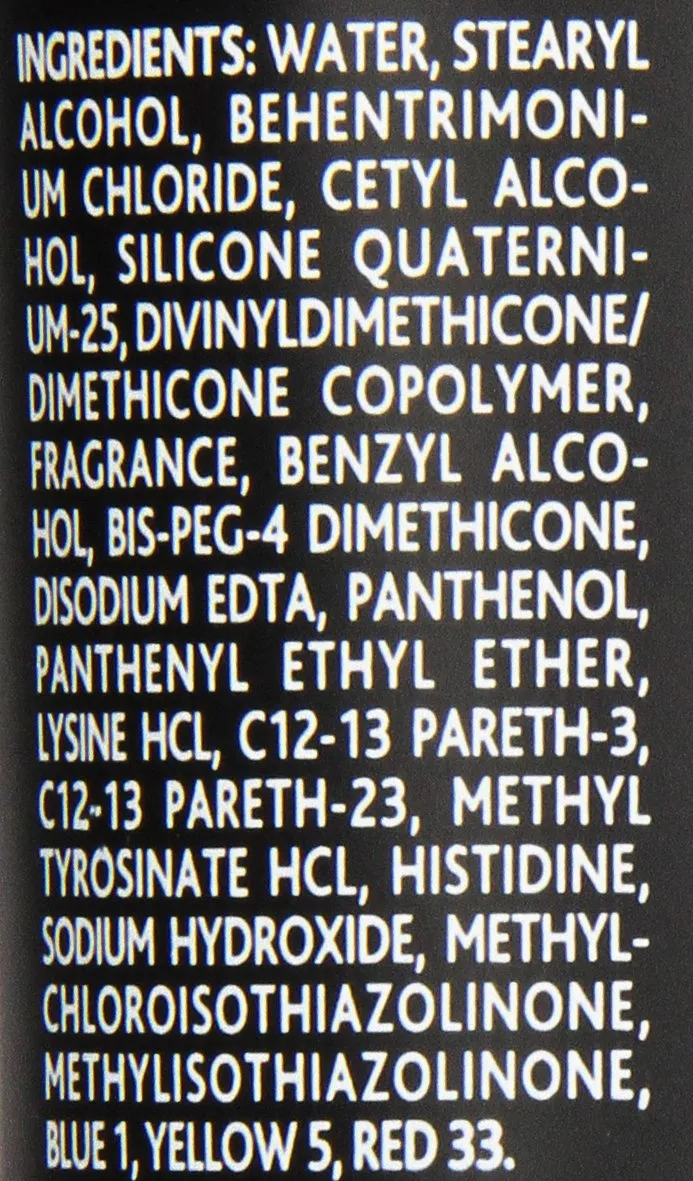 INGREDIENTS: WATER, STEARYL
ALCOHOL, BEHENTRIMONI-
UM CHLORIDE, CETYL ALCO-
HOL, SILICONE QUATERNI-
UM-25, DIVINYLDIMETHICONE/
DIMETHICONE COPOLYMER,
FRAGRANCE, BENZYL ALCO-
HOL, BIS-PEG-4 DIMETHICONE,
DISODIUM EDTA, PANTHENOL,
PANTHENYL ETHYL ETHER,
LYSINE HCL, C12-13 PARETH-3,
C12-13 PARETH-23, METHYL
TYROSINATE HCL, HISTIDINE,
SODIUM HYDROXIDE, METHYL-
CHLOROISOTHIAZOLINONE,
METHYLISOTHIAZOLINONE,
BLUE 1, YELLOW 5, RED 33.